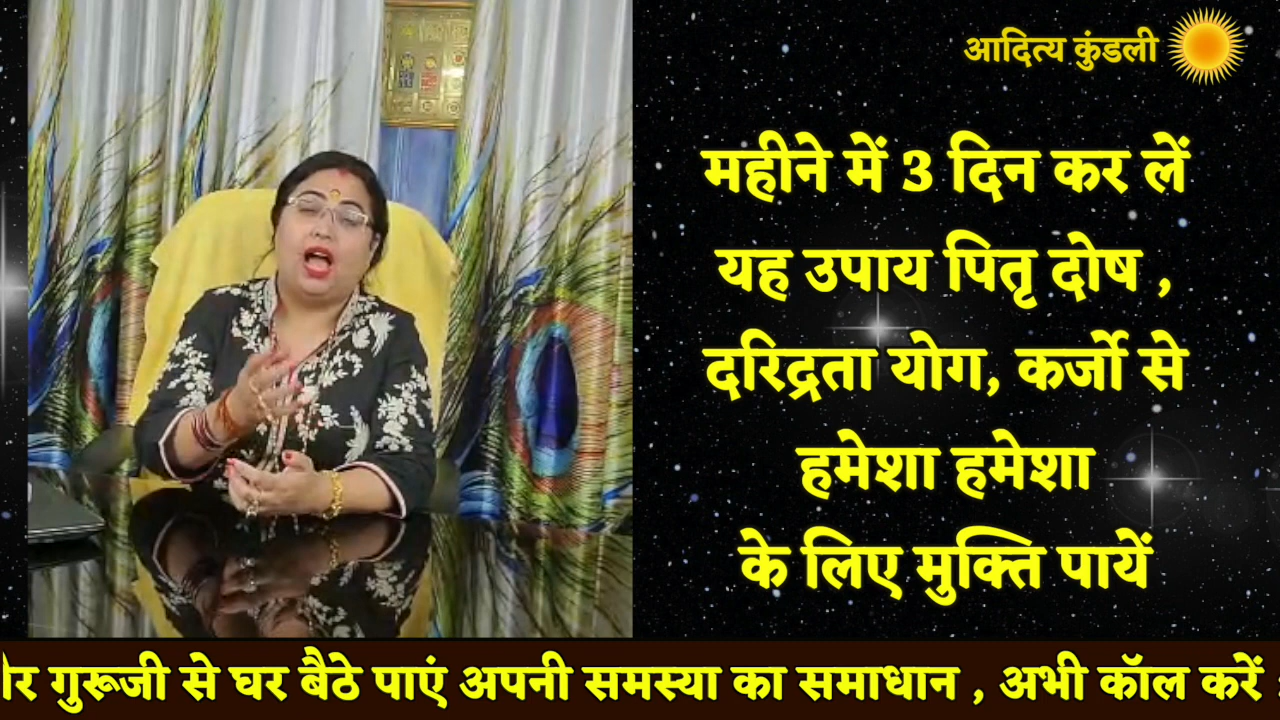 आदित्य कुंडली
महीने में 3 दिन कर लें
यह उपाय पितृ दोष ,
दरिद्रता योग, कर्जो से
हमेशा हमेशा
के लिए मुक्ति पायें
गुरूजी से घर बैठे पाएं अपनी समस्या का समाधान , अभी कॉल करें